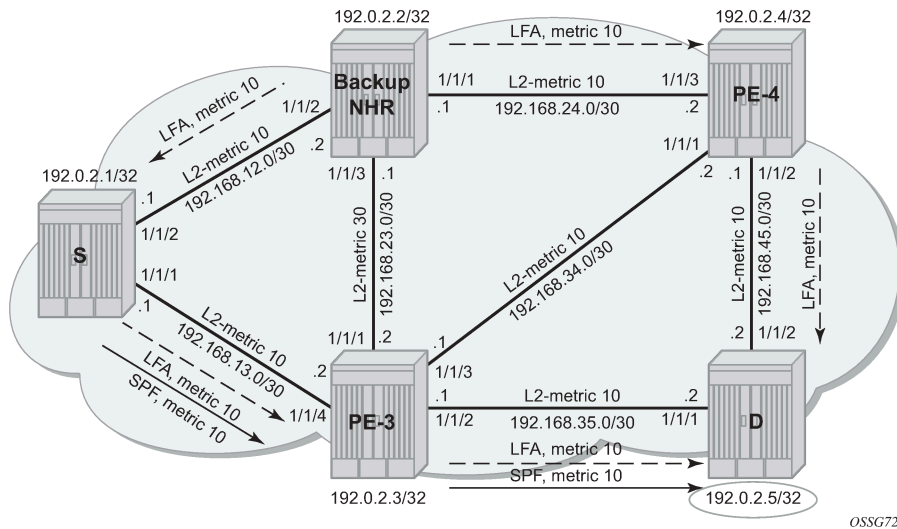 192.0.2.2/32
192.0.2.4/32
LFA, metric 10
Backup
NHR
1/1/1
L2-metric 10
1/1/3
PE-4
.1
192.168.24.0/30
.2
LFA, metric 10
1/1/2
.2
L2-metric 10
192.168.12.0/30
1/1/3
.1
1/1/1
.2
.1
1/1/2
192.0.2.1/32
.1
S
1/1/2
1/1/1
.1
L2-metric 30
192.168.23.0/30
L2-metric 10
192.168.34.0/30
L2-metric 10
192.168.45.0/30
LFA, metric 10
L2-metric 10
192.168.13.0/30
LFA, metric 10
SPF, metric 10
1/1/1
.2
.2
1/1/4
.1
1/1/3
.2
1/1/2
PE-3
.1
1/1/2
L2-metric 10
192.168.35.0/30
.2
1/1/1
D
LFA, metric 10
SPF, metric 10
192.0.2.3/32
192.0.2.5/32
OSSG72